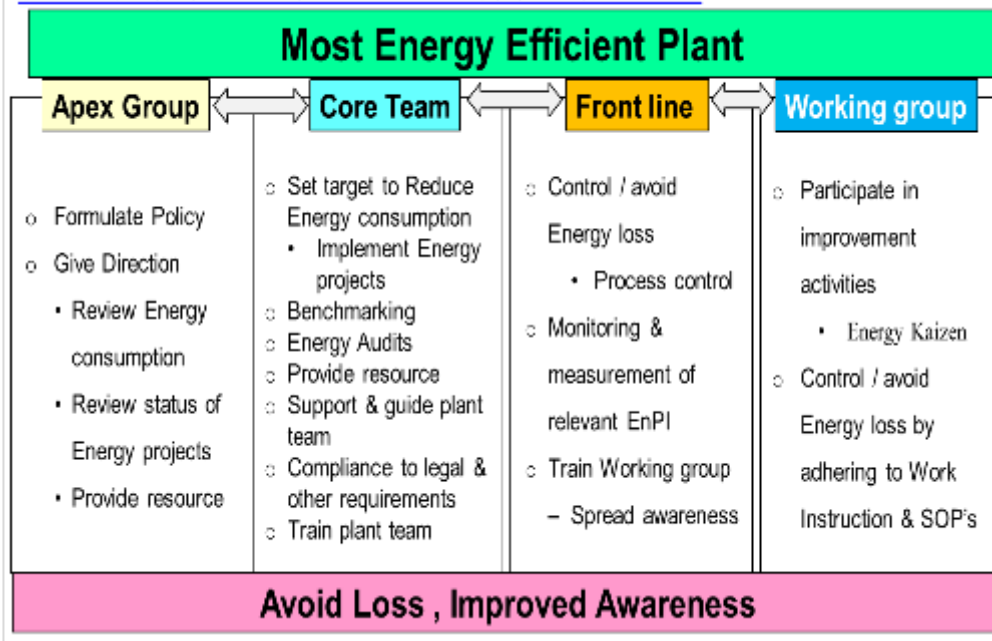 Most Energy Efficient Plant
Apex Group
Core Team
Front line
Working group
o Formulate Policy
o Give Direction
• Review Energy
consumption
• Review status of
Energy projects
• Provide resource
o Set target to Reduce
Energy consumption
• Implement Energy
projects
o Benchmarking
o Energy Audits
o Provide resource
o Support & guide plant
team
o Compliance to legal &
other requirements
o Train plant team
o Control / avoid
Energy loss
• Process control
o Monitoring &
measurement of
relevant EnPI
o Train Working group
– Spread awareness
o Participate in
improvement
activities
• Energy Kaizen
o Control / avoid
Energy loss by
adhering to Work
Instruction & SOP's
Avoid Loss , Improved Awareness